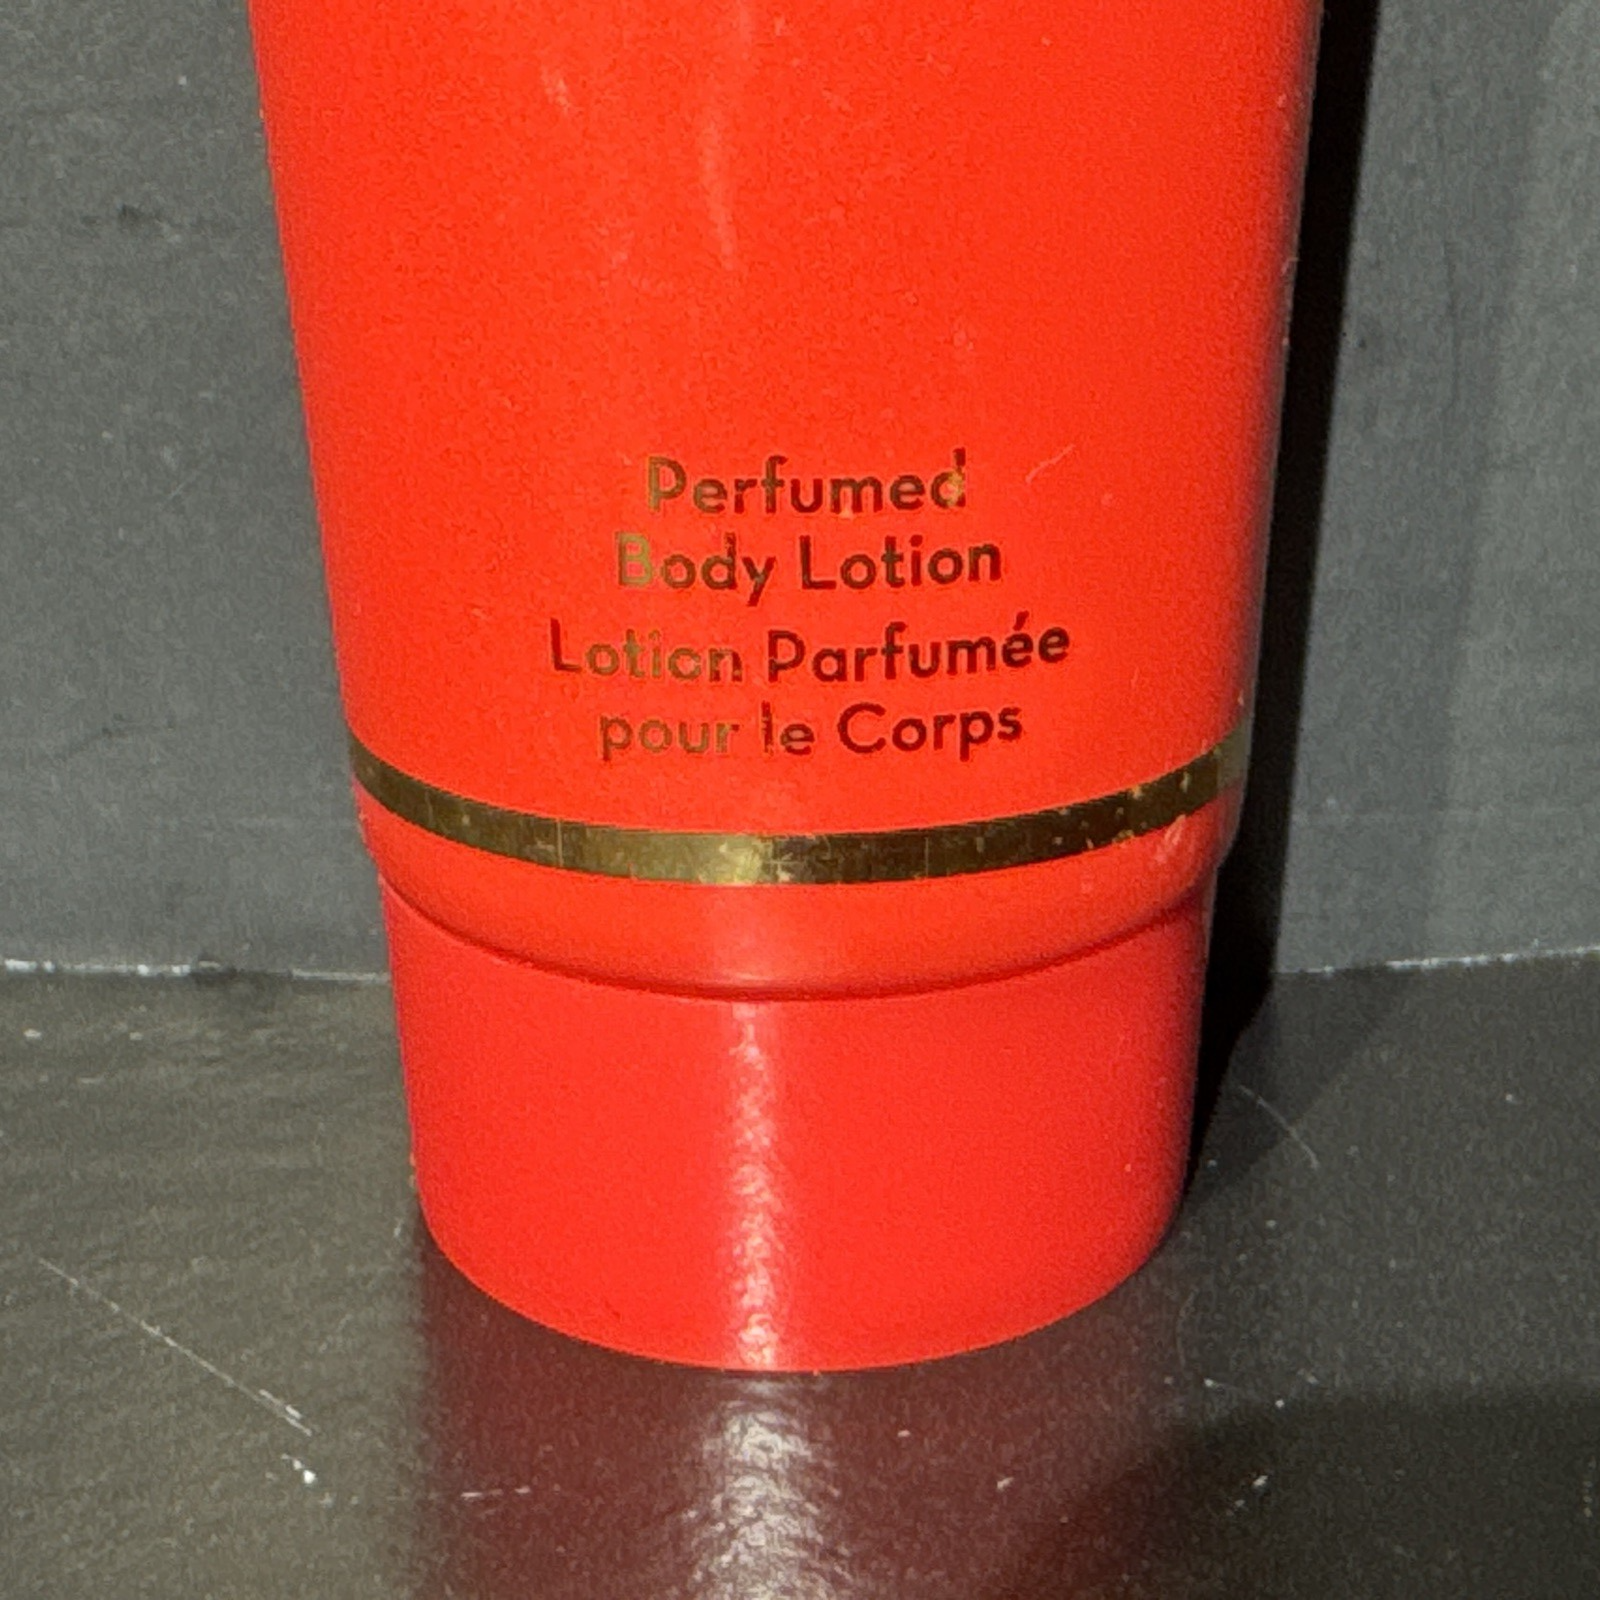 Perfumed
Body Lotion
Lotion Parfumée
pour le Corps